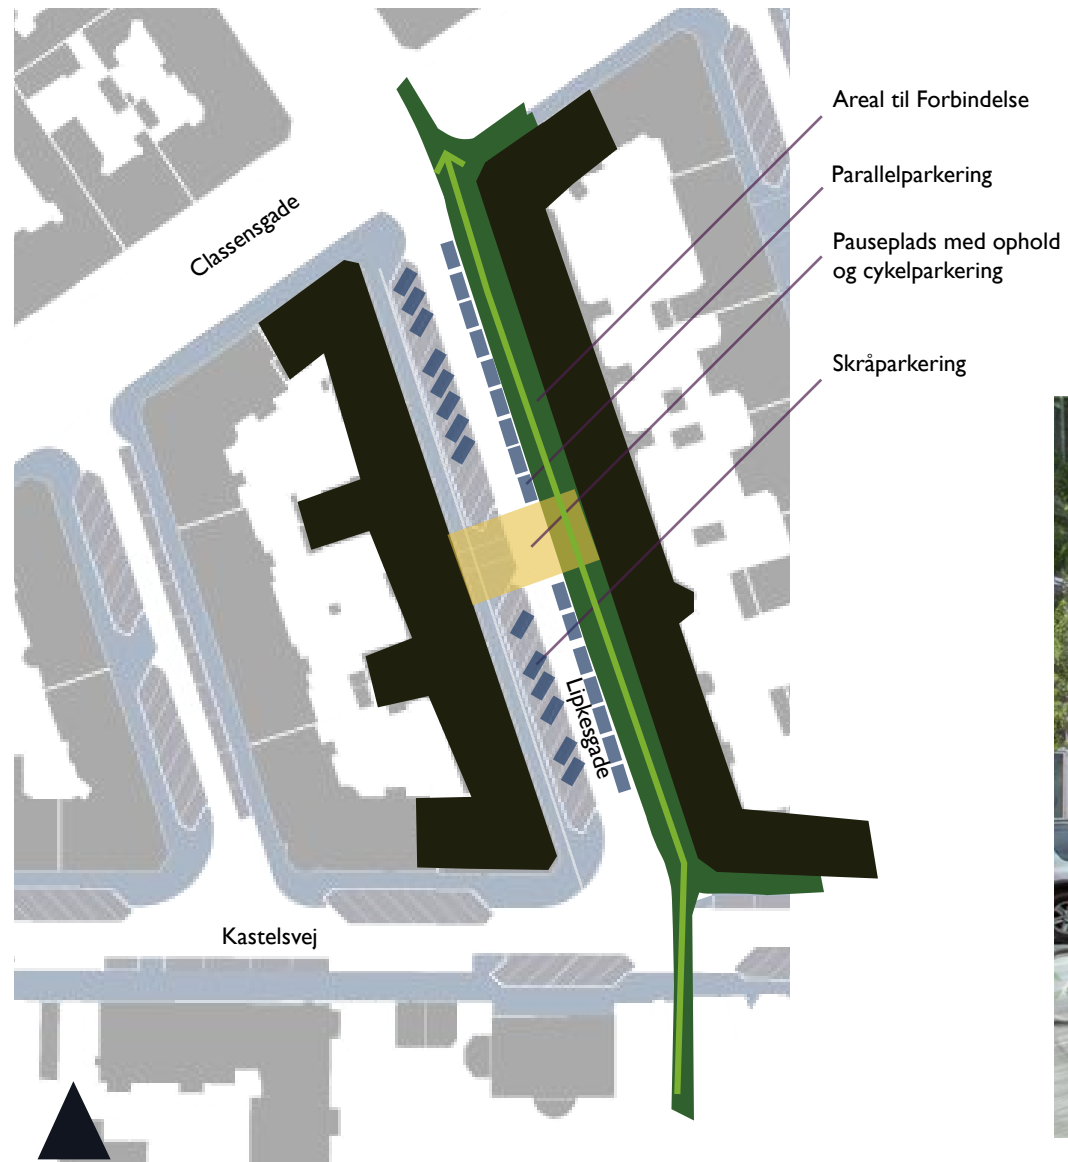 Areal til Forbindelse
Parallelparkering
Pauseplads med ophold
og cykelparkering
Skråparkering
Classensgade
Lipkesgade
Kastelsvej